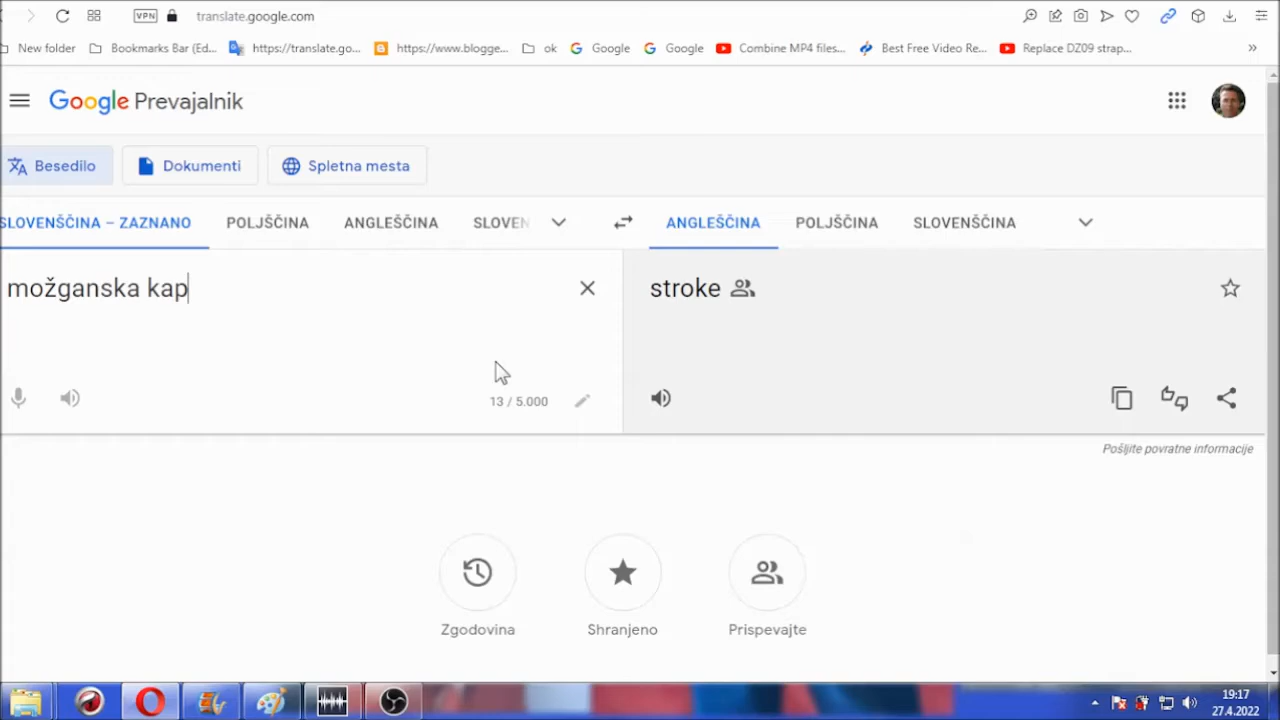 VPN translate.google.com
New folder Bookmarks Bar (Ed... https://translate.go... https://www.blogge... ok Google Google Combine MP4 files... Best Free Video Re... Replace DZ09 strap... »
Google Prevajalnik
Besedilo Dokumenti Spletna mesta
SLOVENŠČINA – ZAZNANO POLJŠČINA ANGLEŠČINA SLOVEN ANGLEŠČINA POLJŠČINA SLOVENŠČINA
možganska kap stroke
13 / 5.000
Pošljite povratne informacije
Zgodovina Shranjeno Prispevajte
19:17
27.4.2022